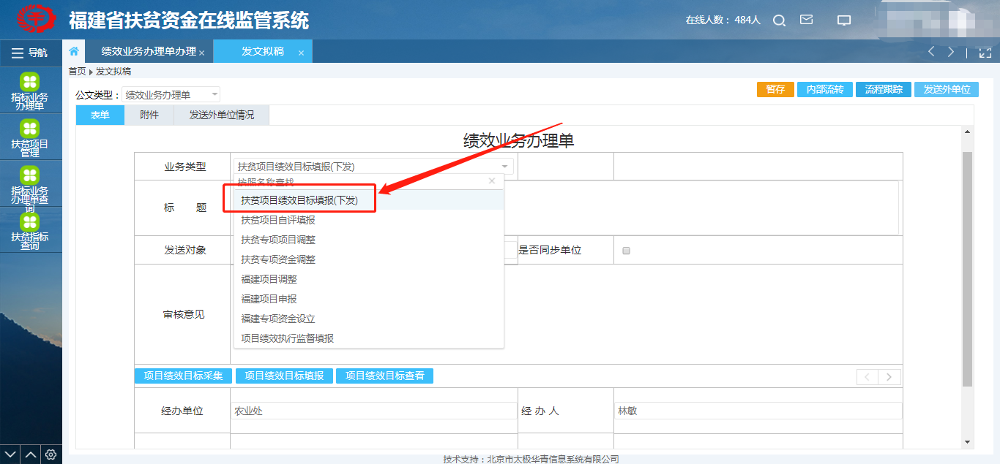 福建省扶贫资金在线监管系统
在线人数： 484人
导航
绩效业务办理单办理 ×
发文拟稿 ×
首页 发文拟稿
指标业务
办理单
扶贫项目
管理
指标业务
办理单查
询
扶贫指标
查询
公文类型： 绩效业务办理单
暂存 内部流转 流程跟踪 发送外单位
表单 附件 发送外单位情况
绩效业务办理单
业务类型 扶贫项目绩效目标填报(下发)
按照名称查找 ×
扶贫项目绩效目标填报(下发)
标 题
扶贫项目自评填报
扶贫专项项目调整
发送对象 是否同步单位
扶贫专项资金调整
福建项目调整
福建项目申报
审核意见
福建专项资金设立
项目绩效执行监督填报
项目绩效目标采集 项目绩效目标填报 项目绩效目标查看
经办单位 农业处 经 办 人 林敏
技术支持：北京市太极华青信息系统有限公司